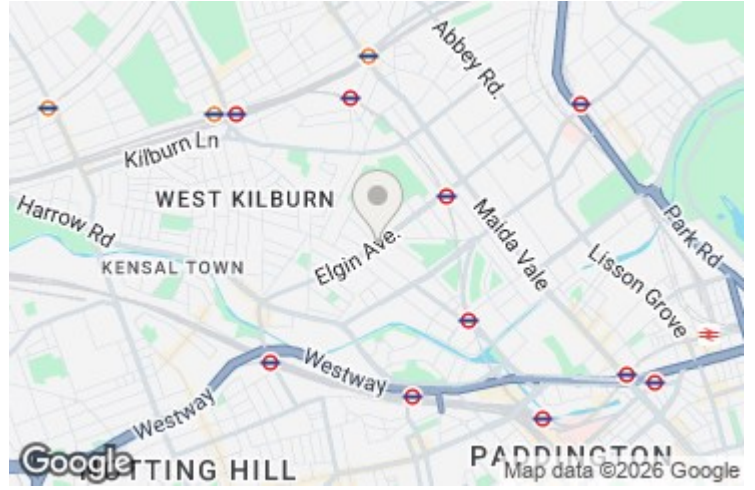 Abbey Rd.
Kilburn Ln
WEST KILBURN
Harrow Rd
Maida Vale
Park Rd
Elgin Ave.
KENSAL TOWN
Lisson Grove
Westway
Westway
PADDINGTON
NOTTING HILL
Google
Map data ©2026 Google